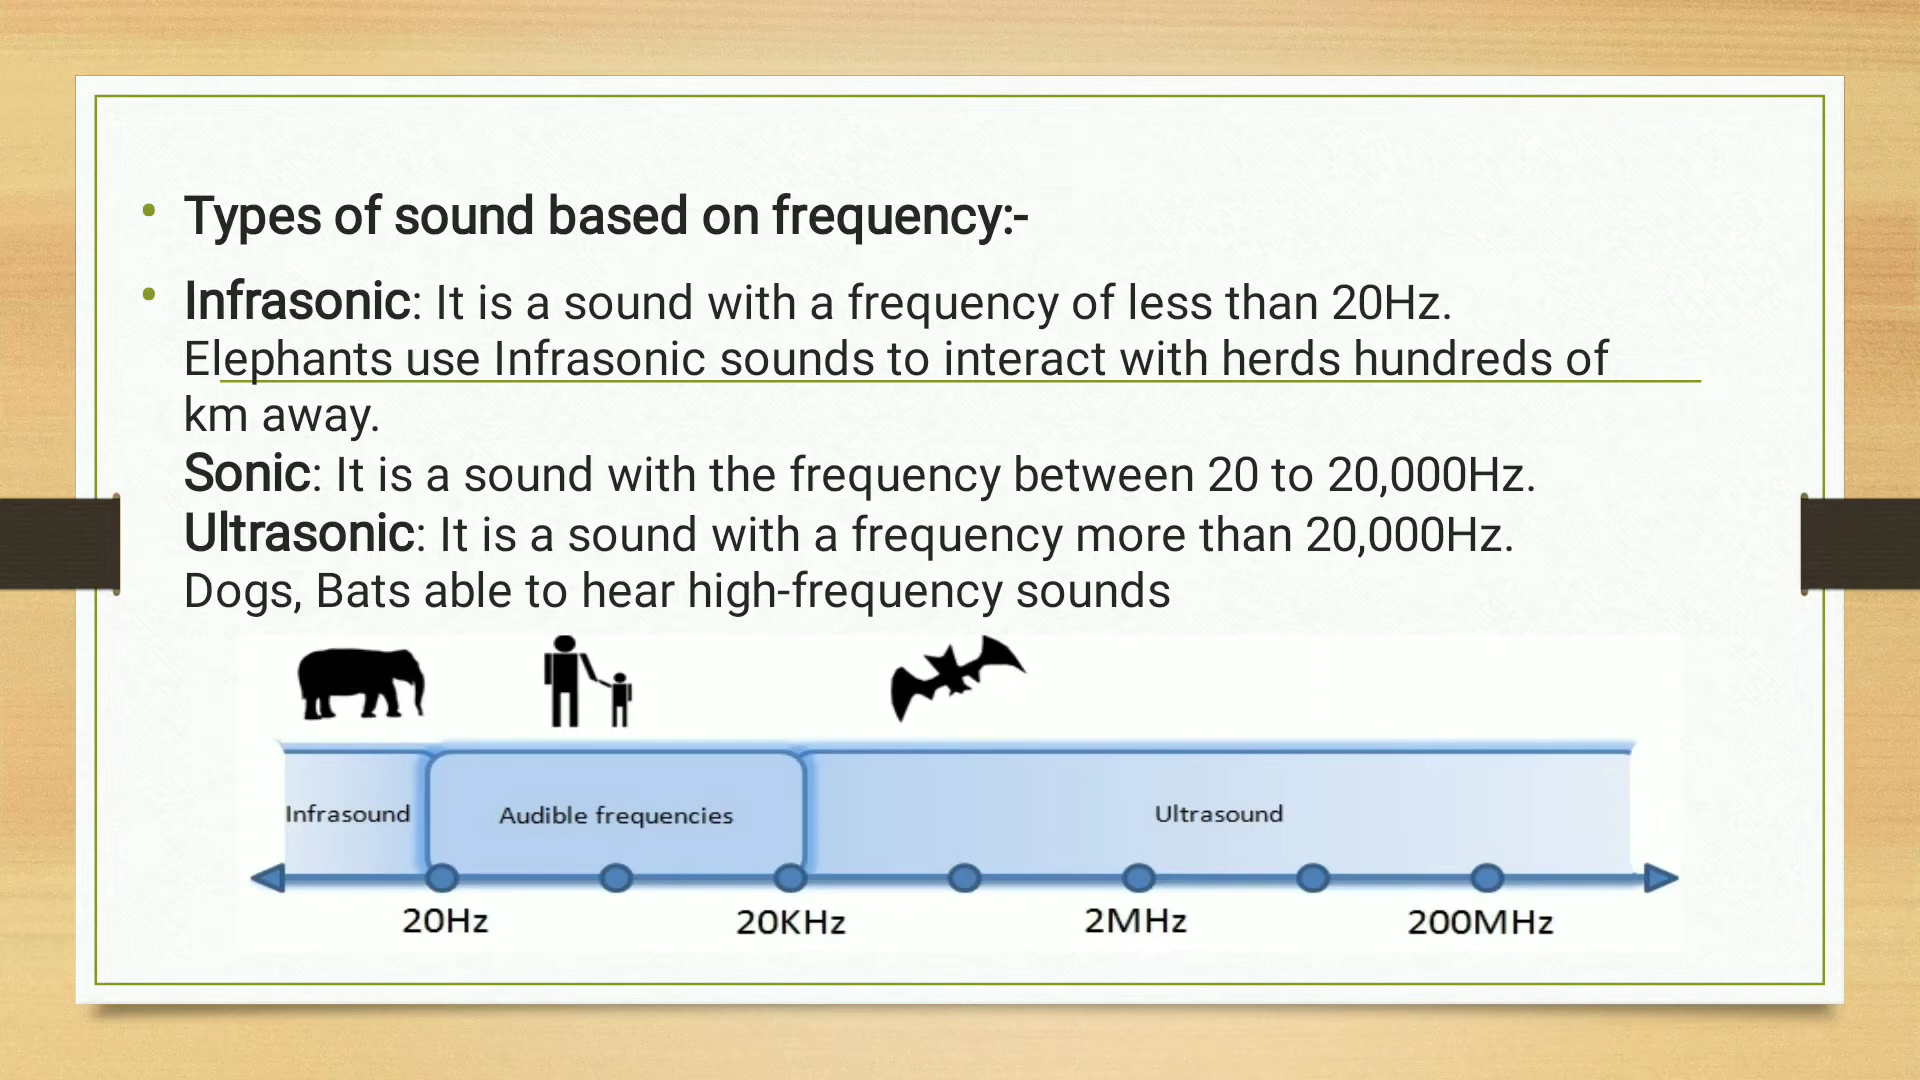 • Types of sound based on frequency:-
• Infrasonic: It is a sound with a frequency of less than 20Hz.
Elephants use Infrasonic sounds to interact with herds hundreds of
km away.
Sonic: It is a sound with the frequency between 20 to 20,000Hz.
Ultrasonic: It is a sound with a frequency more than 20,000Hz.
Dogs, Bats able to hear high-frequency sounds
Infrasound Audible frequencies Ultrasound
20Hz 20KHz 2MHz 200MHz